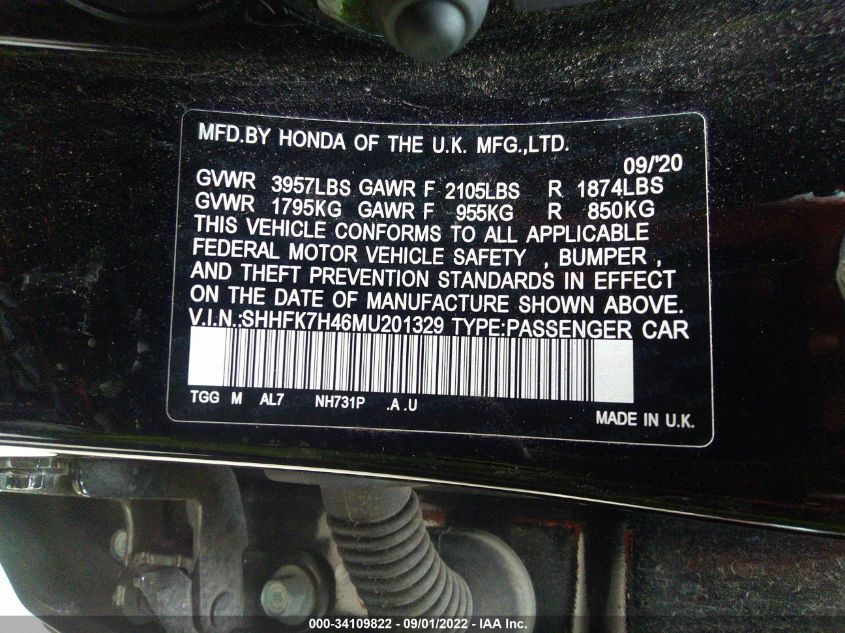 MFD.BY HONDA OF THE U.K. MFG.,LTD.
09/'20
GVWR 3957LBS GAWR F 2105LBS R 1874LBS
GVWR 1795KG GAWR F 955KG R 850KG
THIS VEHICLE CONFORMS TO ALL APPLICABLE
FEDERAL MOTOR VEHICLE SAFETY , BUMPER ,
AND THEFT PREVENTION STANDARDS IN EFFECT
ON THE DATE OF MANUFACTURE SHOWN ABOVE.
V.I.N.:SHHFK7H46MU201329 TYPE:PASSENGER CAR
TGG M AL7 NH731P .A .U
MADE IN U.K.
000-34109822 - 09/01/2022 - IAA Inc.